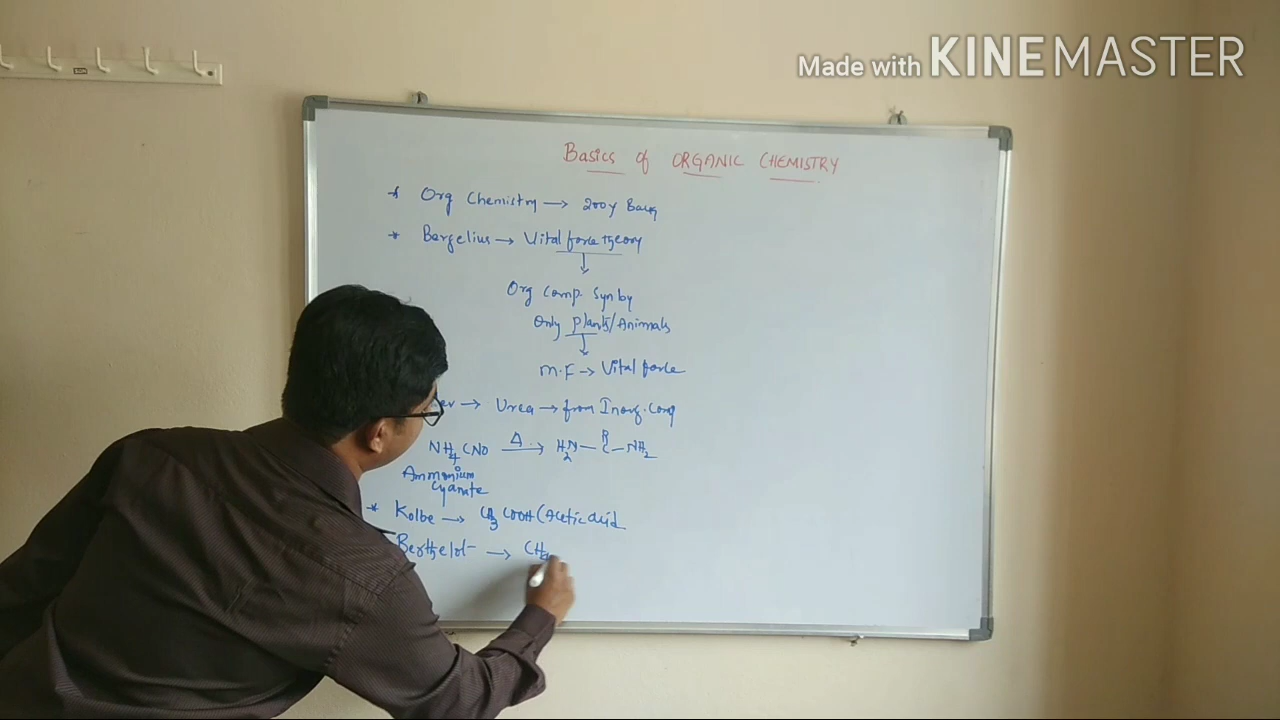 Made with KINEMASTER
Basics of ORGANIC CHEMISTRY
* Org Chemistry → 200Y Back
* Berzelius → Vital force theory
↓
Org Comp. Syn by
Only plants/Animals
↓
M.F → Vital force
er → Urea → from Inorg. Comp
NH₄CNO Δ → H₂N–C–NH₂
Ammonium
Cyanate
* Kolbe → CH₃COOH (Acetic acid
Berthelot → CH₄